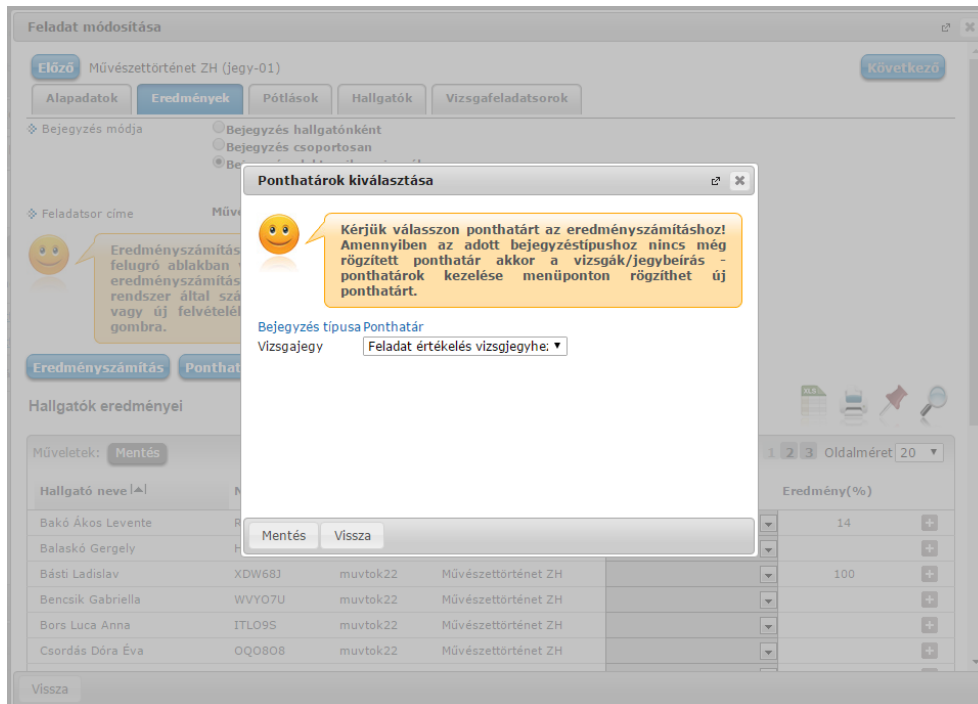 Feladat módosítása
Előző Művészettörténet ZH (jegy-01) Következő
Alapadatok Eredmények Pótlások Hallgatók Vizsgafeladatsorok
Bejegyzés módja Bejegyzés hallgatónként
Bejegyzés csoportosan
Ponthatárok kiválasztása
Feladatsor címe
Kérjük válasszon ponthatárt az eredményszámításhoz!
Amennyiben az adott bejegyzéstípushoz nincs még
rögzített ponthatár akkor a vizsgák/jegybeírás -
ponthatárok kezelése menüponton rögzíthet új
ponthatárt.
Eredményszámítás
felugró ablakban
eredményszámítás
rendszer által
vagy új
gombra.
Bejegyzés típusa Ponthatár
Vizsgajegy Feladat értékelés vizsgjegyhe:
Eredményszámítás
Hallgatók eredményei
XLS
Műveletek: Mentés 1 2 3 Oldalméret 20
Hallgató neve Eredmény(%)
Mentés Vissza
Bakó Ákos Levente 14
Balaskó Gergely
Básti Ladislav XDW68J muvtok22 Művészettörténet ZH 100
Bencsik Gabriella WVYO7U muvtok22 Művészettörténet ZH
Bors Luca Anna ITLO9S muvtok22 Művészettörténet ZH
Csordás Dóra Éva OQO8O8 muvtok22 Művészettörténet ZH
Vissza